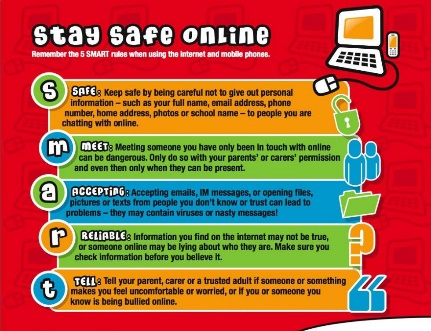 Stay Safe Online
Remember the 5 SMART rules when using the internet and mobile phones.
S
SAFE: Keep safe by being careful not to give out personal
information – such as your full name, email address, phone
number, home address, photos or school name – to people you are
chatting with online.
m
MEET: Meeting someone you have only been in touch with online
can be dangerous. Only do so with your parents' or carers' permission
and even then only when they can be present.
a
ACCEPTING: Accepting emails, IM messages, or opening files,
pictures or texts from people you don't know or trust can lead to
problems – they may contain viruses or nasty messages!
r
RELIABLE: Information you find on the internet may not be true,
or someone online may be lying about who they are. Make sure you
check information before you believe it.
t
TELL: Tell your parent, carer or a trusted adult if someone or something
makes you feel uncomfortable or worried, or if you or someone you
know is being bullied online.